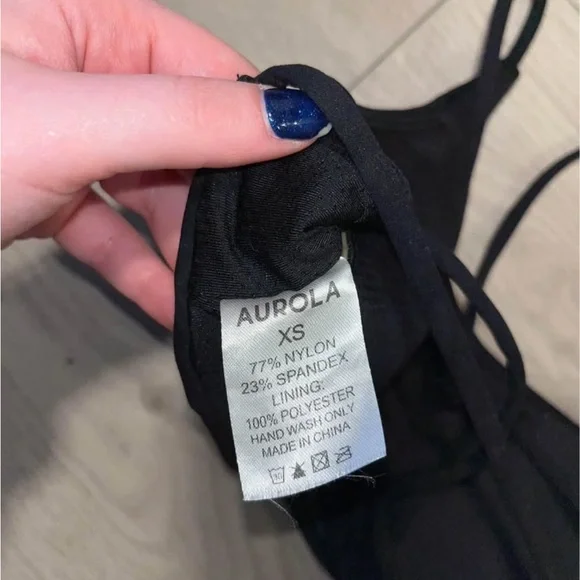 AUROLA
XS
77% NYLON
23% SPANDEX
LINING:
100% POLYESTER
HAND WASH ONLY
MADE IN CHINA